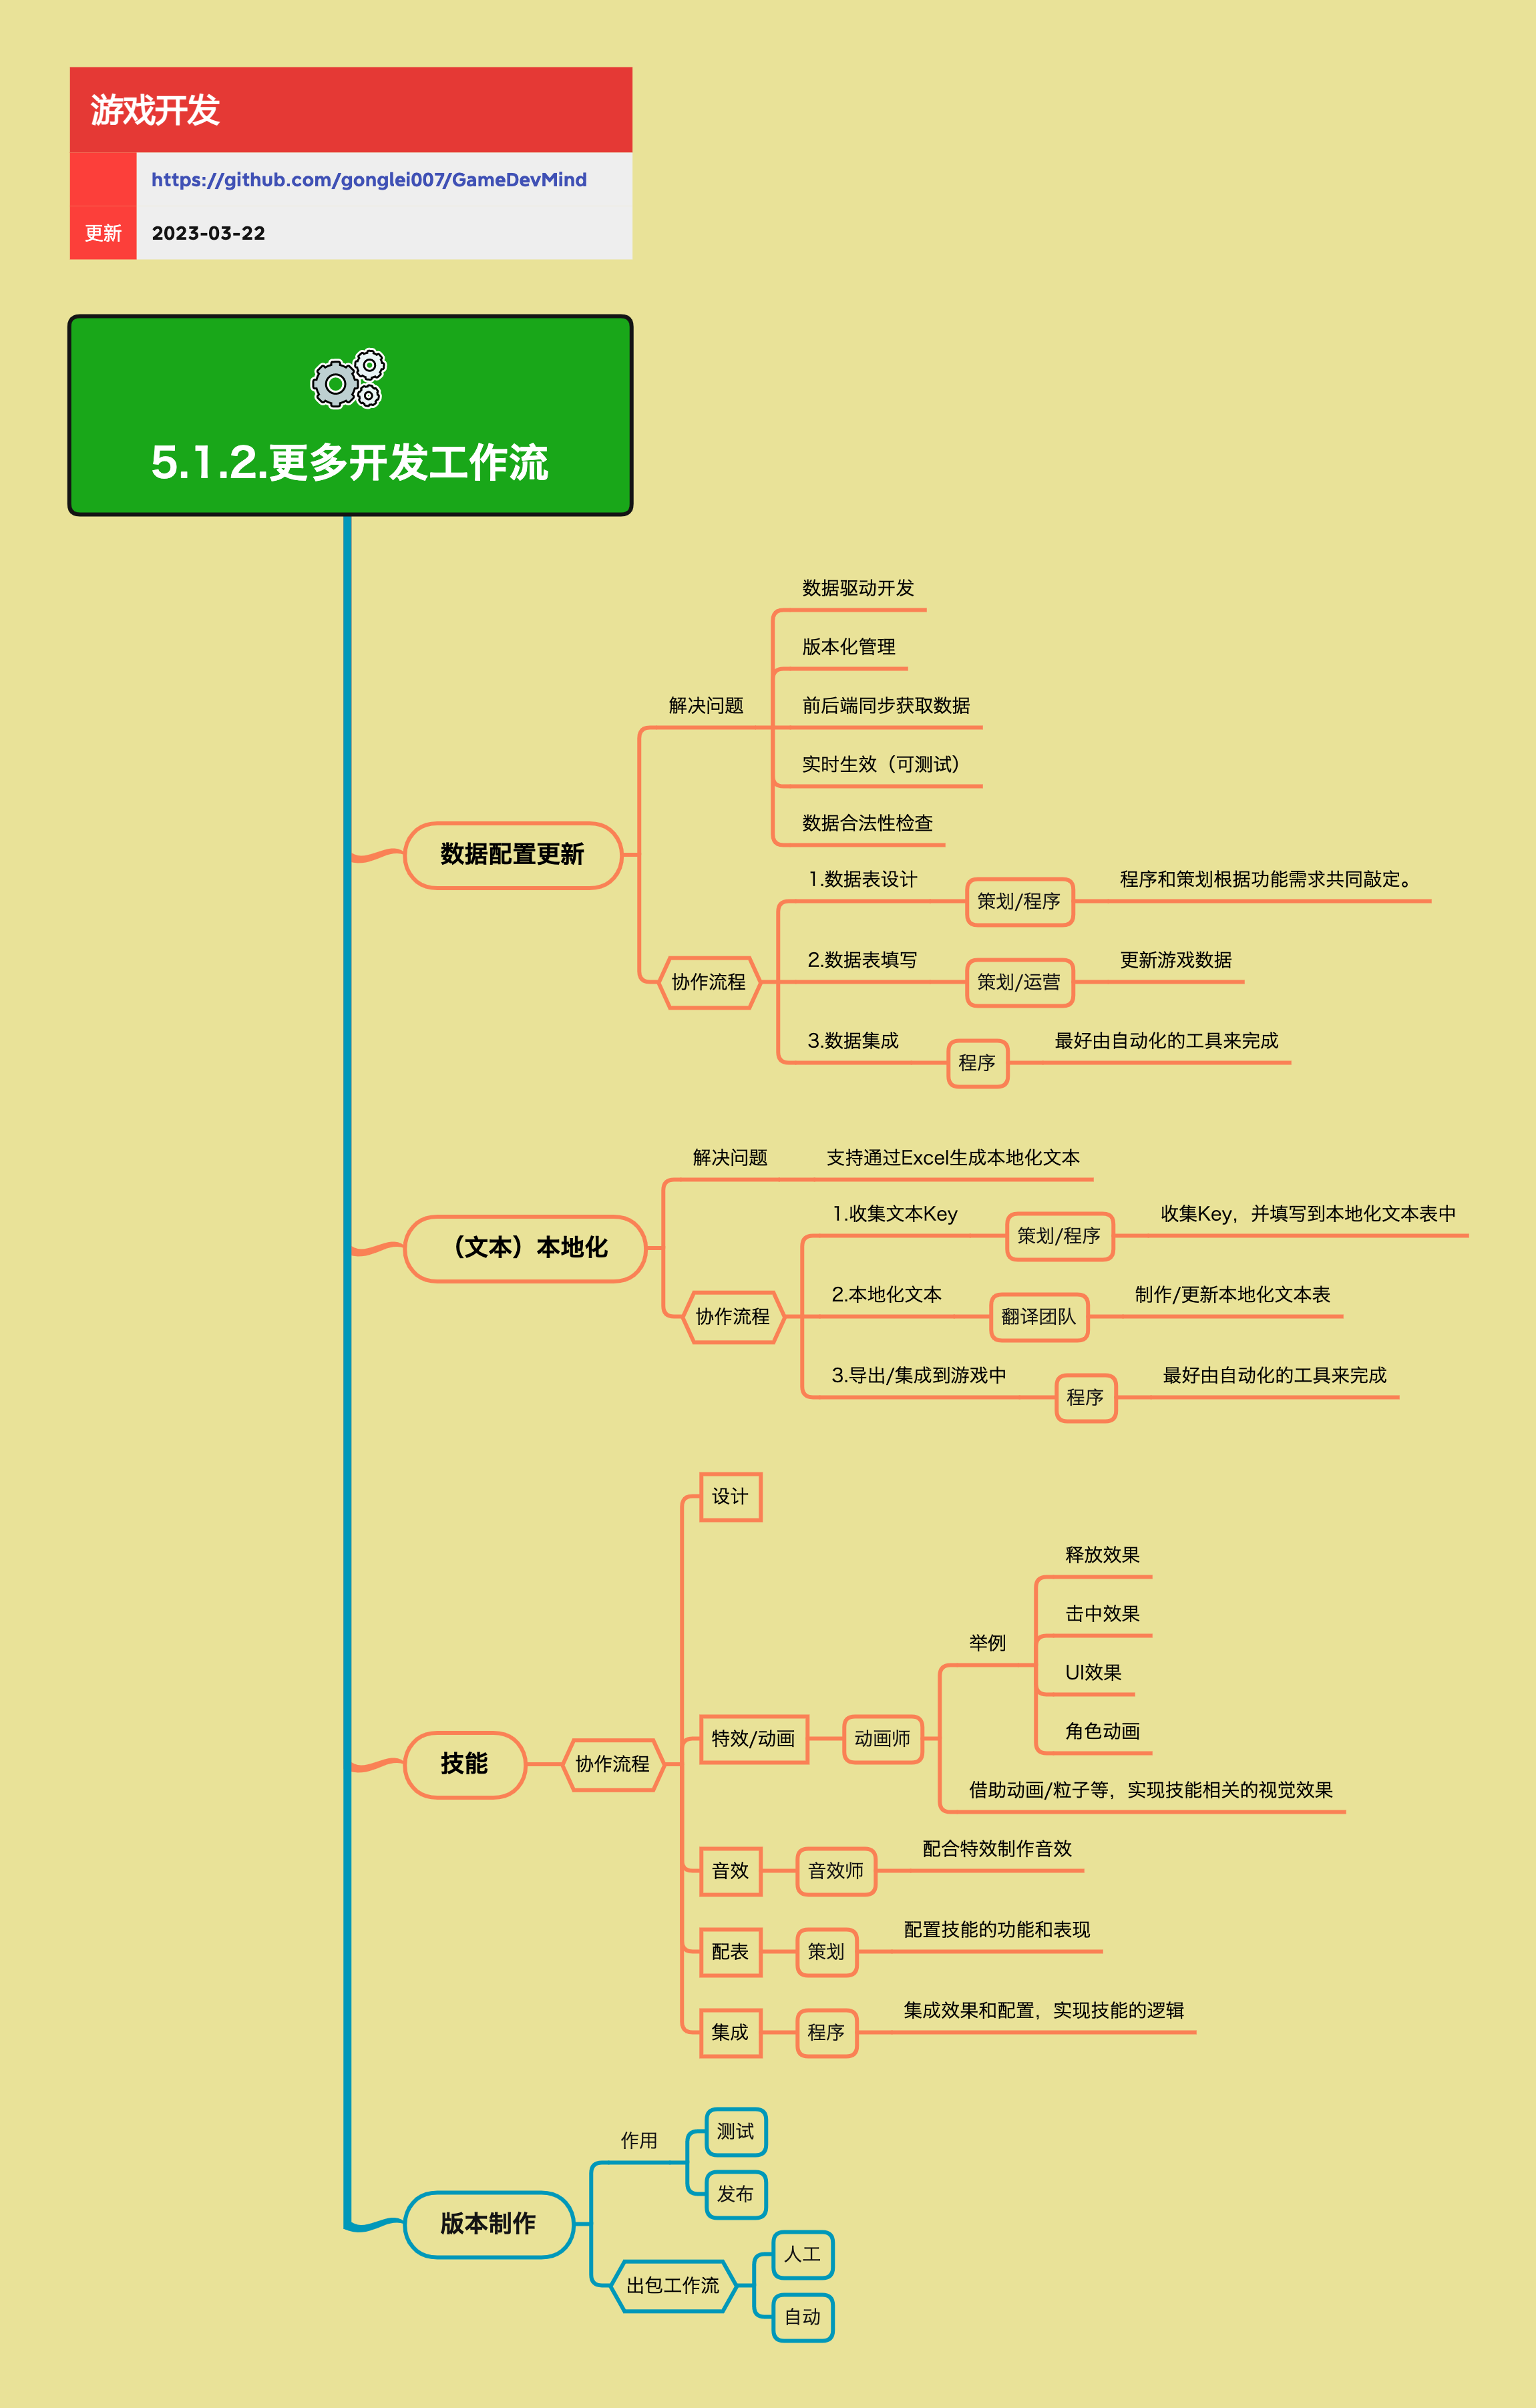 游戏开发
https://github.com/gonglei007/GameDevMind
更新
2023-03-22
5.1.2.更多开发工作流
数据配置更新
解决问题
数据驱动开发
版本化管理
前后端同步获取数据
实时生效（可测试）
数据合法性检查
协作流程
1.数据表设计
策划/程序
程序和策划根据功能需求共同敲定。
2.数据表填写
策划/运营
更新游戏数据
3.数据集成
程序
最好由自动化的工具来完成
（文本）本地化
解决问题
支持通过Excel生成本地化文本
协作流程
1.收集文本Key
策划/程序
收集Key，并填写到本地化文本表中
2.本地化文本
翻译团队
制作/更新本地化文本表
3.导出/集成到游戏中
程序
最好由自动化的工具来完成
技能
协作流程
设计
特效/动画
动画师
举例
释放效果
击中效果
UI效果
角色动画
借助动画/粒子等，实现技能相关的视觉效果
音效
音效师
配合特效制作音效
配表
策划
配置技能的功能和表现
集成
程序
集成效果和配置，实现技能的逻辑
版本制作
作用
测试
发布
出包工作流
人工
自动